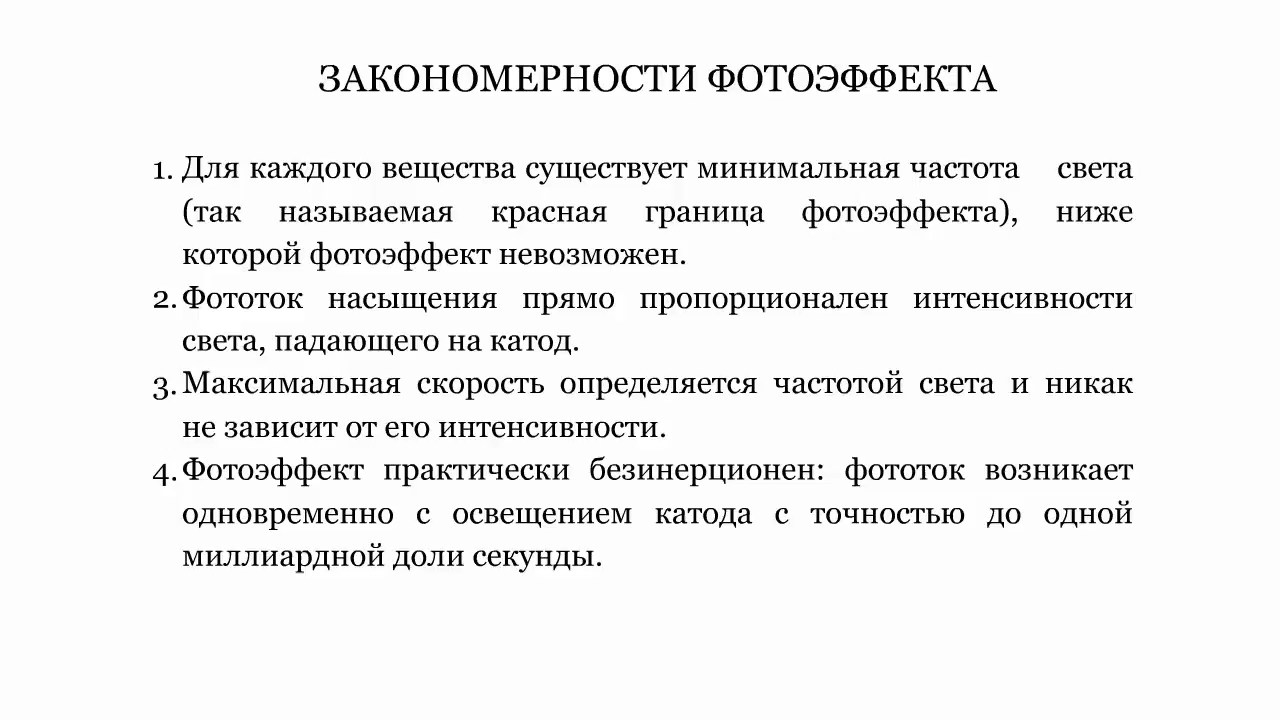 ЗАКОНОМЕРНОСТИ ФОТОЭФФЕКТА
1. Для каждого вещества существует минимальная частота света
(так называемая красная граница фотоэффекта), ниже
которой фотоэффект невозможен.
2. Фототок насыщения прямо пропорционален интенсивности
света, падающего на катод.
3. Максимальная скорость определяется частотой света и никак
не зависит от его интенсивности.
4. Фотоэффект практически безинерционен: фототок возникает
одновременно с освещением катода с точностью до одной
миллиардной доли секунды.